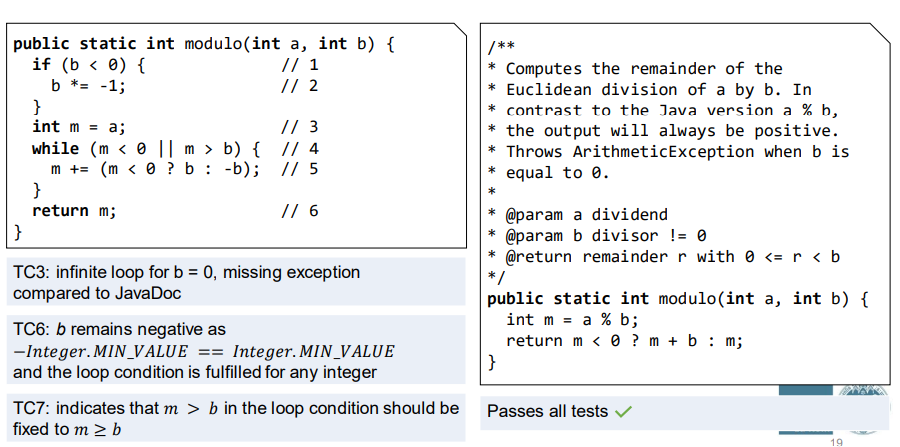 public static int modulo(int a, int b) {
if (b < 0) { // 1
b *= -1; // 2
}
int m = a; // 3
while (m < 0 || m > b) { // 4
m += (m < 0 ? b : -b); // 5
}
return m; // 6
}
TC3: infinite loop for b = 0, missing exception
compared to JavaDoc
TC6: b remains negative as
−Integer.MIN_VALUE == Integer.MIN_VALUE
and the loop condition is fulfilled for any integer
TC7: indicates that m > b in the loop condition should be
fixed to m ≥ b
/**
* Computes the remainder of the
* Euclidean division of a by b. In
* contrast to the Java version a % b,
* the output will always be positive.
* Throws ArithmeticException when b is
* equal to 0.
*
* @param a dividend
* @param b divisor != 0
* @return remainder r with 0 <= r < b
*/
public static int modulo(int a, int b) {
int m = a % b;
return m < 0 ? m + b : m;
}
Passes all tests ✓
19